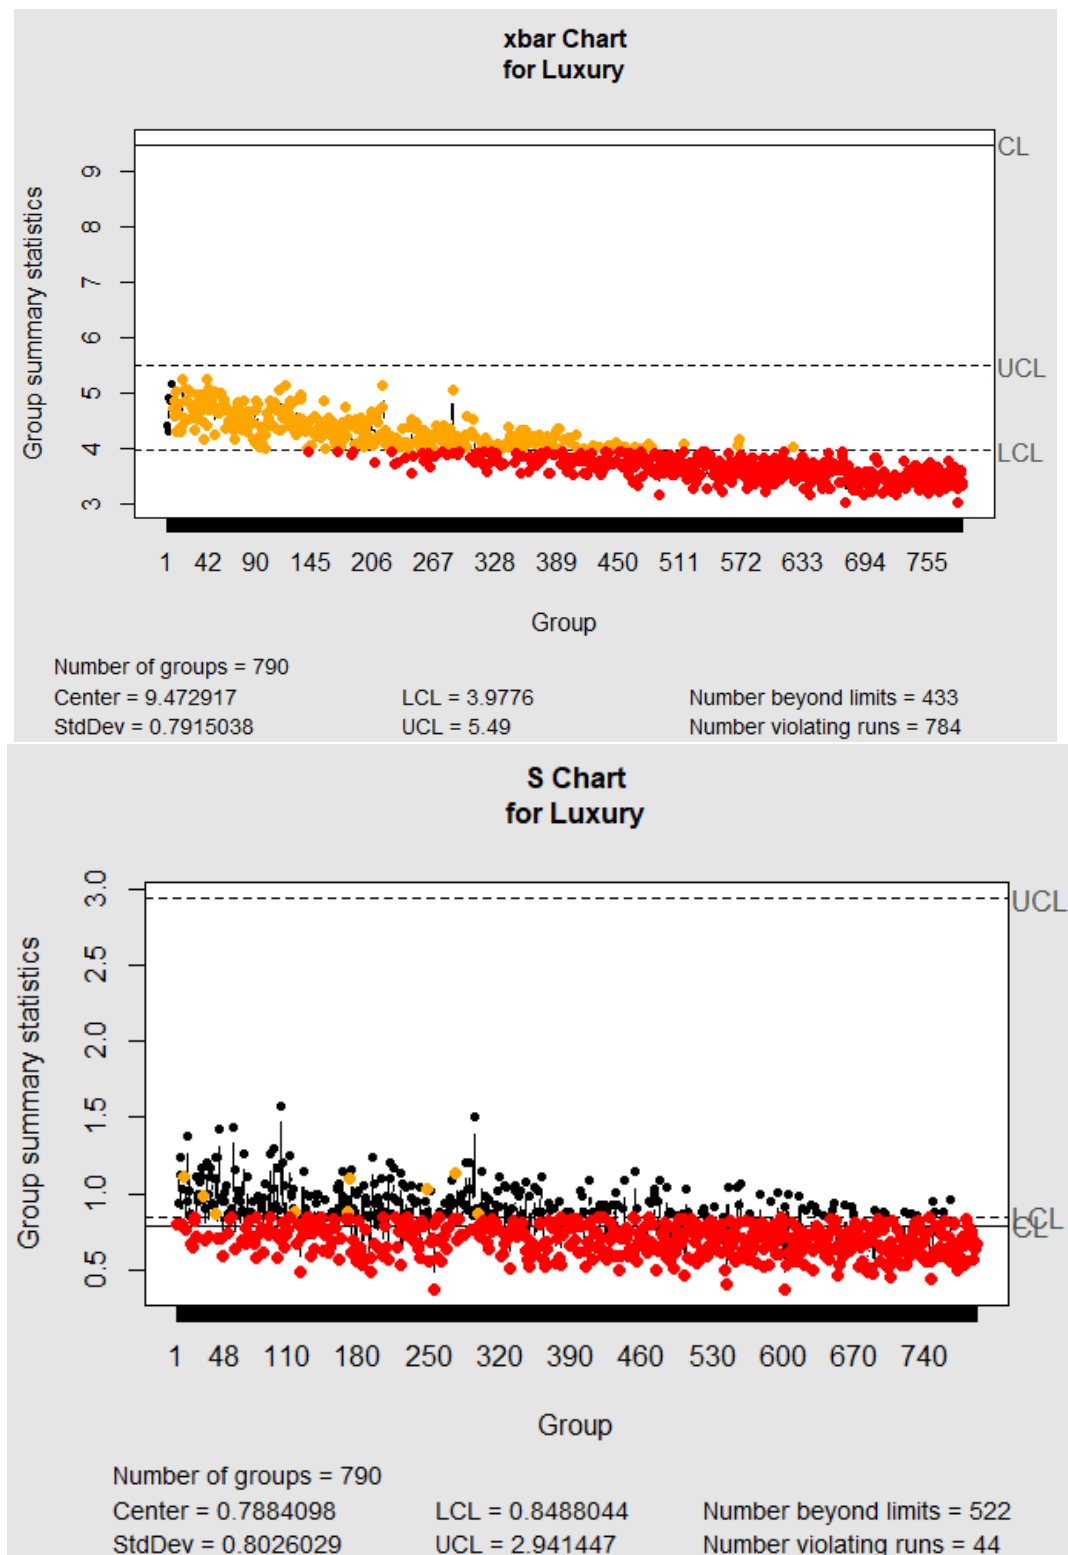 xbar Chart
for Luxury
Group summary statistics
9
8
7
6
5
4
3
CL
UCL
LCL
1 42 90 145 206 267 328 389 450 511 572 633 694 755
Group
Number of groups = 790
Center = 9.472917 LCL = 3.9776 Number beyond limits = 433
StdDev = 0.7915038 UCL = 5.49 Number violating runs = 784
S Chart
for Luxury
Group summary statistics
3.0
2.5
2.0
1.5
1.0
0.5
UCL
LCL
CL
1 48 110 180 250 320 390 460 530 600 670 740
Group
Number of groups = 790
Center = 0.7884098 LCL = 0.8488044 Number beyond limits = 522
StdDev = 0.8026029 UCL = 2.941447 Number violating runs = 44